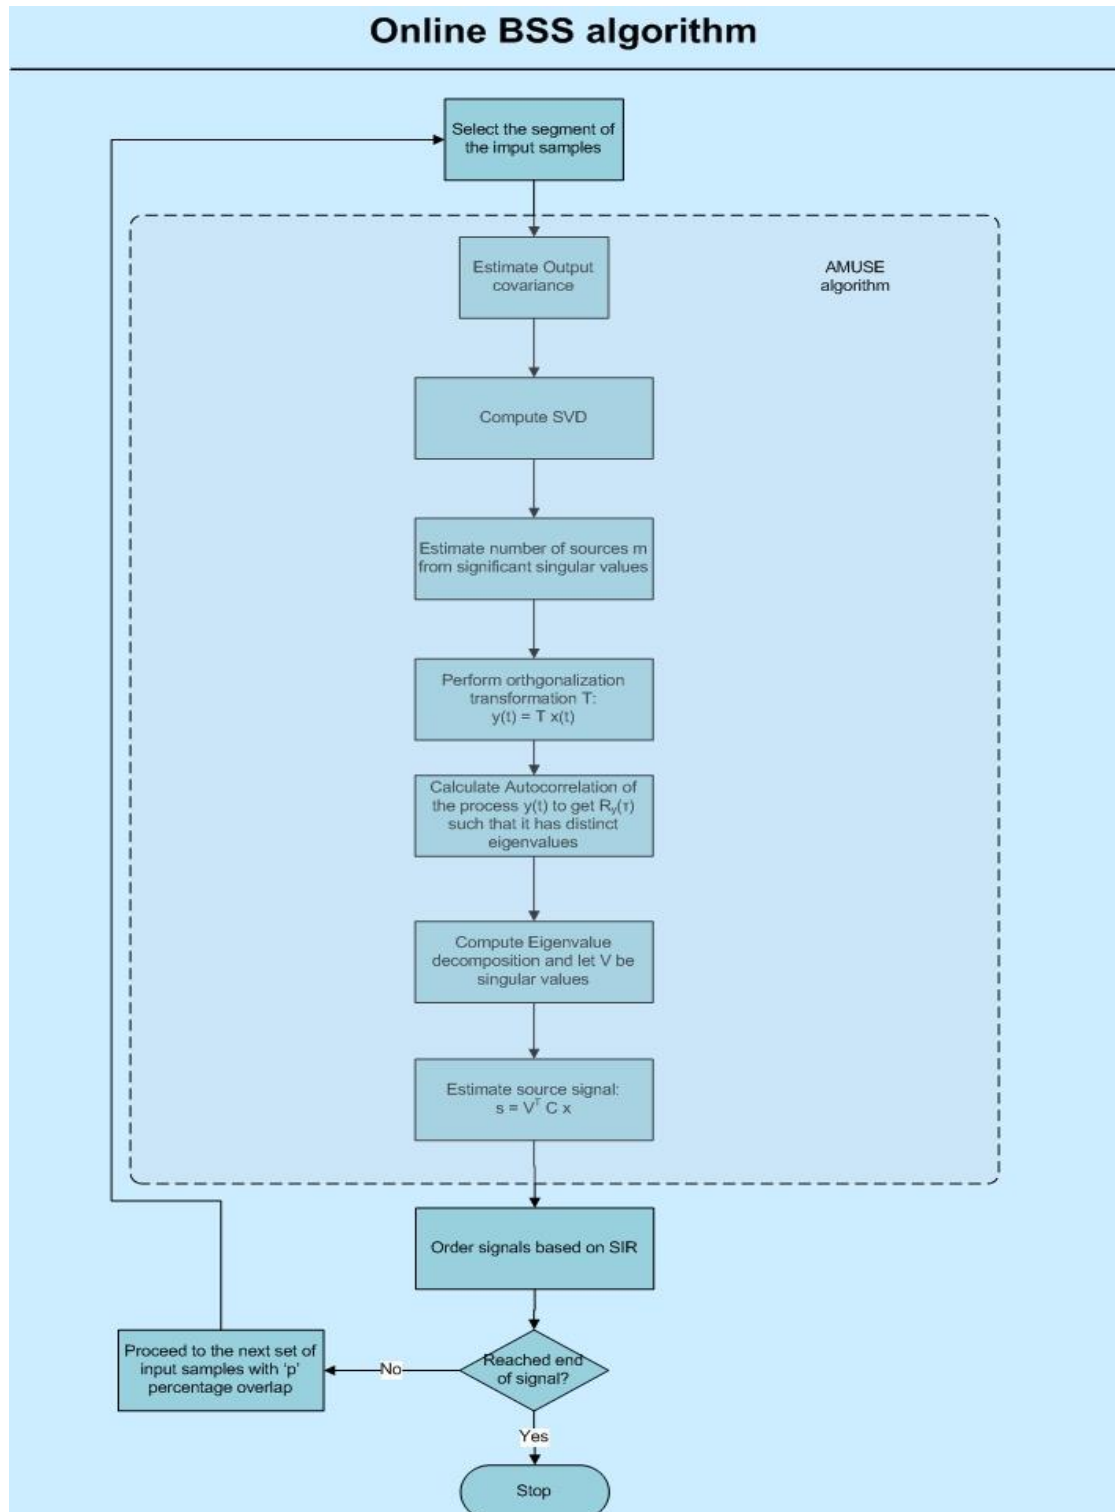 Online BSS algorithm
Select the segment of
the imput samples
Estimate Output
covariance
AMUSE
algorithm
Compute SVD
Estimate number of sources m
from significant singular values
Perform orthgonalization
transformation T:
y(t) = T x(t)
Calculate Autocorrelation of
the process y(t) to get Rᵧ(τ)
such that it has distinct
eigenvalues
Compute Eigenvalue
decomposition and let V be
singular values
Estimate source signal:
s = Vᵀ C x
Order signals based on SIR
Proceed to the next set of
input samples with ‘p’
percentage overlap
No
Reached end
of signal?
Yes
Stop